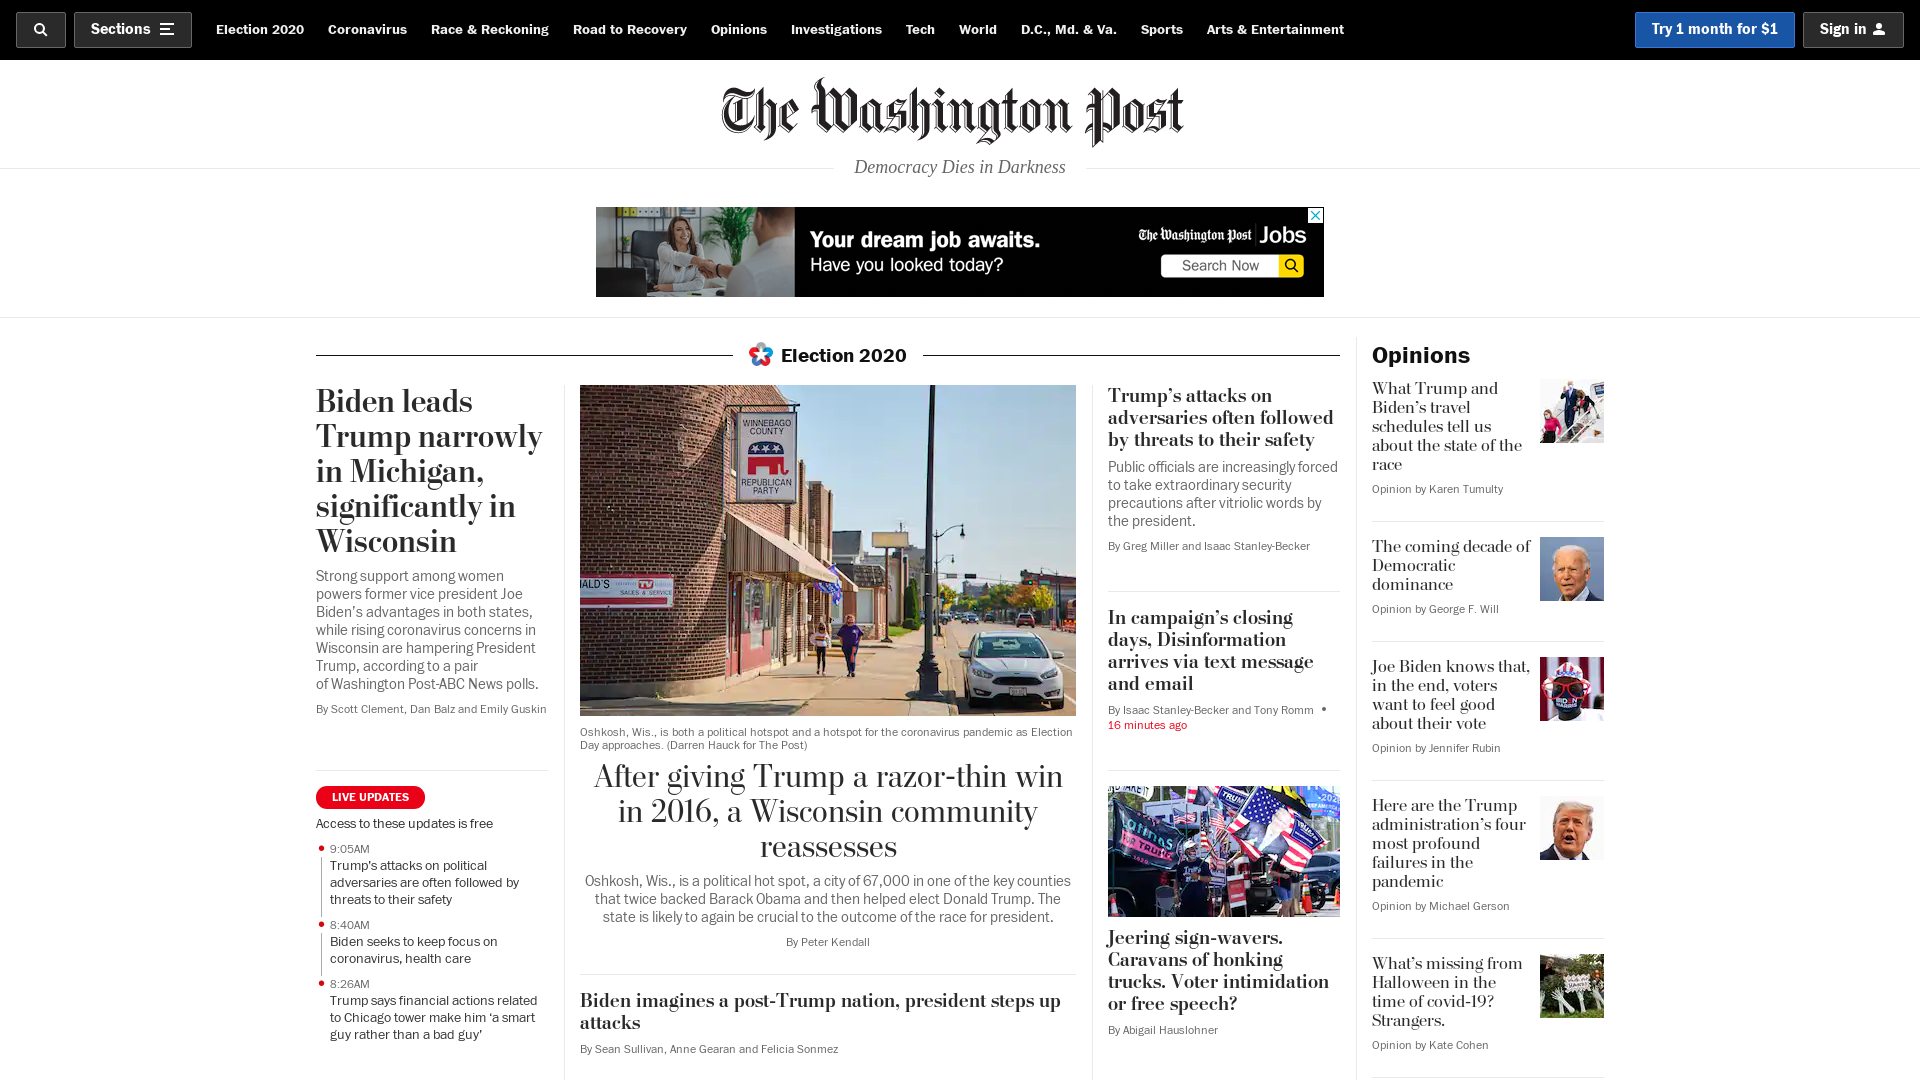 Sections
Election 2020
Coronavirus
Race & Reckoning
Road to Recovery
Opinions
Investigations
Tech
World
D.C., Md. & Va.
Sports
Arts & Entertainment
Try 1 month for $1
Sign in
The Washington Post
Democracy Dies in Darkness
Your dream job awaits.
Have you looked today?
The Washington Post Jobs
Search Now
Election 2020
Biden leads
Trump narrowly
in Michigan,
significantly in
Wisconsin
Strong support among women
powers former vice president Joe
Biden’s advantages in both states,
while rising coronavirus concerns in
Wisconsin are hampering President
Trump, according to a pair
of Washington Post-ABC News polls.
By Scott Clement, Dan Balz and Emily Guskin
LIVE UPDATES
Access to these updates is free
9:05AM
Trump’s attacks on political
adversaries are often followed by
threats to their safety
8:40AM
Biden seeks to keep focus on
coronavirus, health care
8:26AM
Trump says financial actions related
to Chicago tower make him ‘a smart
guy rather than a bad guy’
WINNEBAGO
COUNTY
REPUBLICAN
PARTY
NALD'S
TV
SALES & SERVICE
Oshkosh, Wis., is both a political hotspot and a hotspot for the coronavirus pandemic as Election
Day approaches. (Darren Hauck for The Post)
After giving Trump a razor-thin win
in 2016, a Wisconsin community
reassesses
Oshkosh, Wis., is a political hot spot, a city of 67,000 in one of the key counties
that twice backed Barack Obama and then helped elect Donald Trump. The
state is likely to again be crucial to the outcome of the race for president.
By Peter Kendall
Biden imagines a post-Trump nation, president steps up
attacks
By Sean Sullivan, Anne Gearan and Felicia Sonmez
Trump’s attacks on
adversaries often followed
by threats to their safety
Public officials are increasingly forced
to take extraordinary security
precautions after vitriolic words by
the president.
By Greg Miller and Isaac Stanley-Becker
In campaign’s closing
days, Disinformation
arrives via text message
and email
By Isaac Stanley-Becker and Tony Romm •
16 minutes ago
Latinas
FOR TRUMP
TRUMP
Jeering sign-wavers.
Caravans of honking
trucks. Voter intimidation
or free speech?
By Abigail Hauslohner
Opinions
What Trump and
Biden’s travel
schedules tell us
about the state of the
race
Opinion by Karen Tumulty
The coming decade of
Democratic
dominance
Opinion by George F. Will
Joe Biden knows that,
in the end, voters
want to feel good
about their vote
Opinion by Jennifer Rubin
BIDEN
HARRIS
Here are the Trump
administration’s four
most profound
failures in the
pandemic
Opinion by Michael Gerson
What’s missing from
Halloween in the
time of covid-19?
Strangers.
Opinion by Kate Cohen